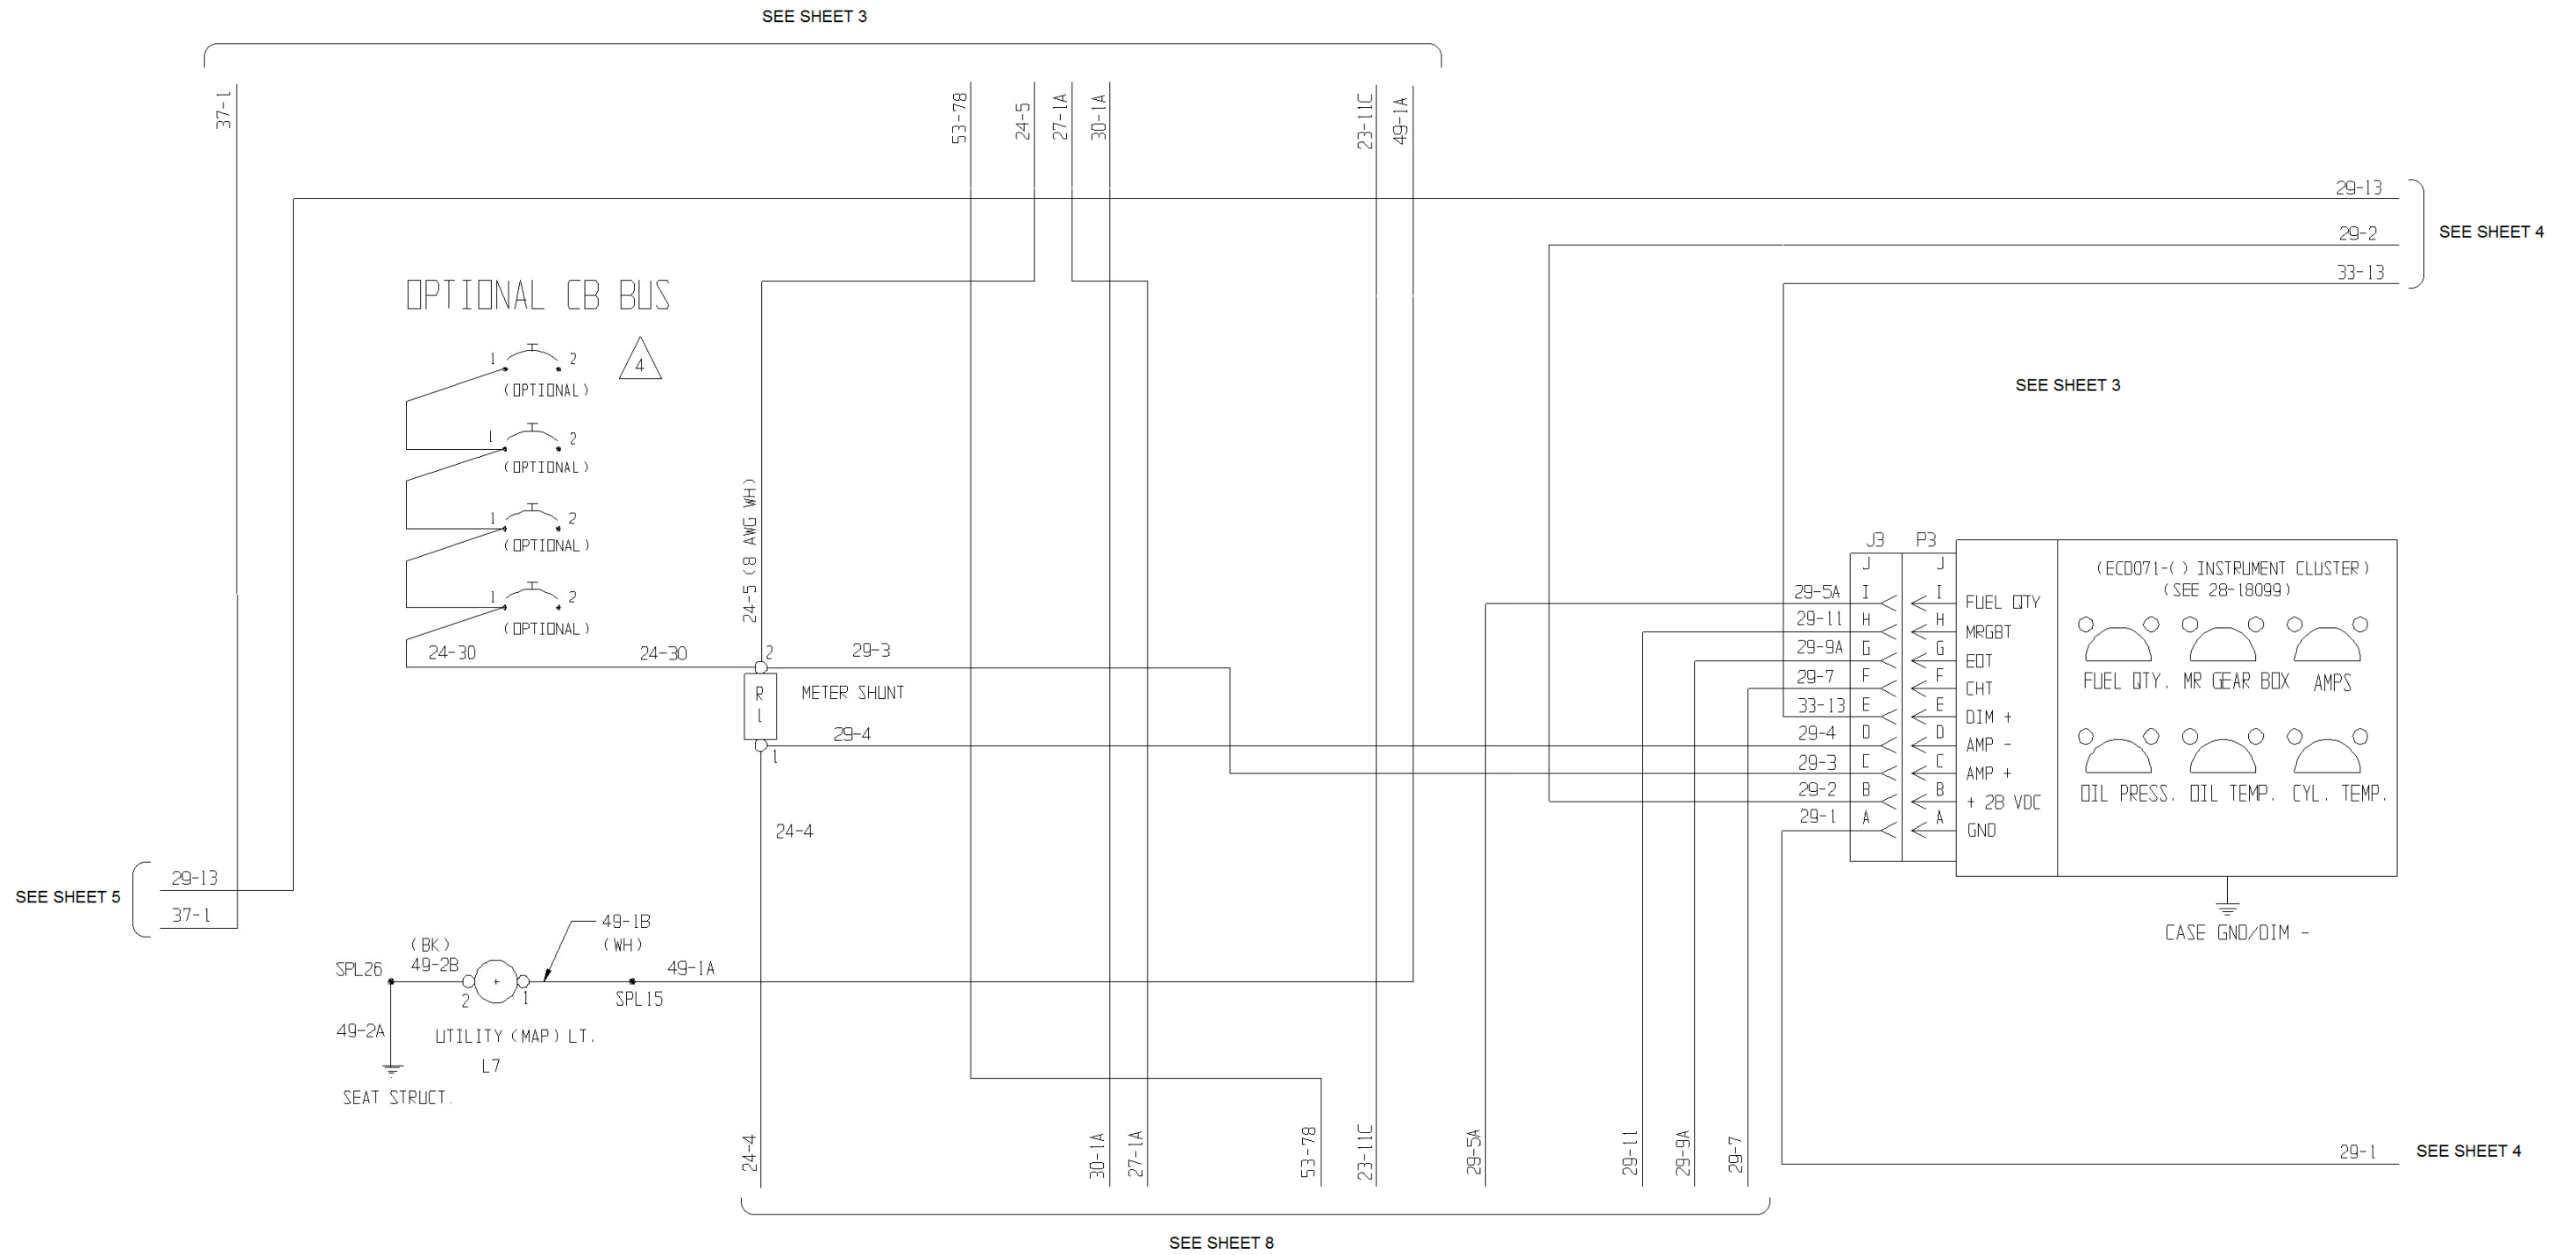 SEE SHEET 3
37-1
53-78
24-5
27-1A
30-1A
23-11C
49-1A
29-13
29-2
33-13
SEE SHEET 4
OPTIONAL CB BUS
4
1 2
(OPTIONAL)
1 2
(OPTIONAL)
1 2
(OPTIONAL)
1 2
(OPTIONAL)
24-30
24-30
24-5 (8 AWG WH)
2
29-3
R1
METER SHUNT
29-4
1
24-4
SEE SHEET 3
J3 P3
J J
29-5A I I FUEL QTY
29-11 H H MRGBT
29-9A G G EOT
29-7 F F CHT
33-13 E E DIM +
29-4 D D AMP -
29-3 C C AMP +
29-2 B B + 28 VDC
29-1 A A GND
(EC0071-( ) INSTRUMENT CLUSTER)
(SEE 28-18099)
FUEL QTY. MR GEAR BOX AMPS
OIL PRESS. OIL TEMP. CYL. TEMP.
CASE GND/DIM -
SEE SHEET 5
29-13
37-1
(BK)
49-2B
49-1B
(WH)
SPL26
49-1A
2 1
SPL15
49-2A
UTILITY (MAP) LT.
L7
SEAT STRUCT.
24-4
30-1A
27-1A
53-78
23-11C
29-5A
29-11
29-9A
29-7
29-1
SEE SHEET 4
SEE SHEET 8